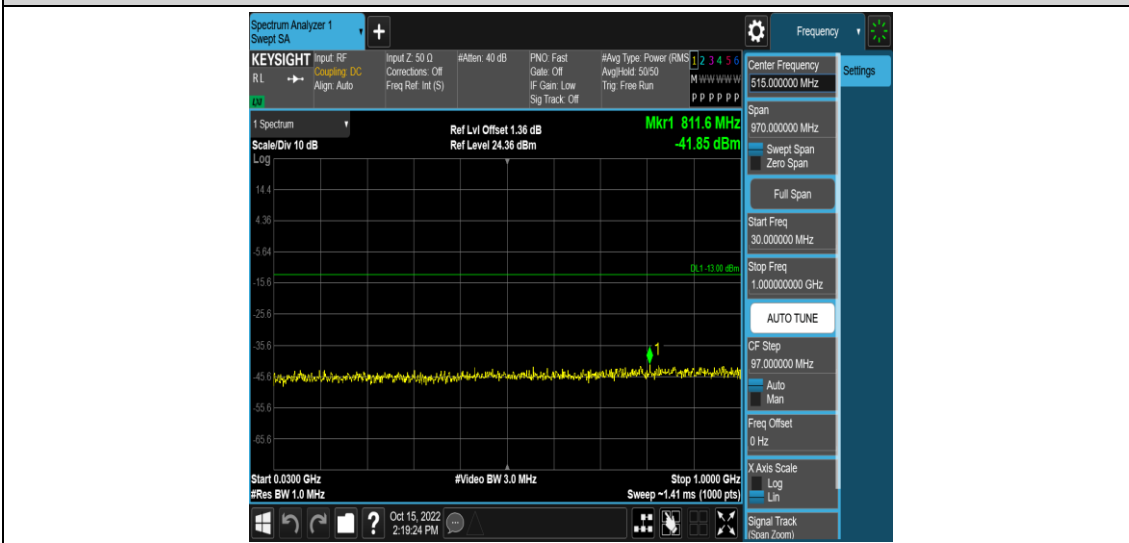 Spectrum Analyzer 1
Swept SA
+
Frequency
KEYSIGHT
RL
LXI
Input: RF
Coupling: DC
Align: Auto
Input Z: 50 Ω
Corrections: Off
Freq Ref: Int (S)
#Atten: 40 dB
PNO: Fast
Gate: Off
IF Gain: Low
Sig Track: Off
#Avg Type: Power (RMS
Avg|Hold: 50/50
Trig: Free Run
1 2 3 4 5 6
M W W W W W
P P P P P P
Center Frequency
515.000000 MHz
Settings
1 Spectrum
Scale/Div 10 dB
Ref Lvl Offset 1.36 dB
Ref Level 24.36 dBm
Mkr1 811.6 MHz
-41.85 dBm
Log
14.4
4.36
-5.64
-15.6
-25.6
-35.6
-45.6
-55.6
-65.6
DL1 -13.00 dBm
1
Start 0.0300 GHz
#Res BW 1.0 MHz
#Video BW 3.0 MHz
Stop 1.0000 GHz
Sweep ~1.41 ms (1000 pts)
Span
970.000000 MHz
Swept Span
Zero Span
Full Span
Start Freq
30.000000 MHz
Stop Freq
1.000000000 GHz
AUTO TUNE
CF Step
97.000000 MHz
Auto
Man
Freq Offset
0 Hz
X Axis Scale
Log
Lin
Signal Track
(Span Zoom)
?
Oct 15, 2022
2:19:24 PM